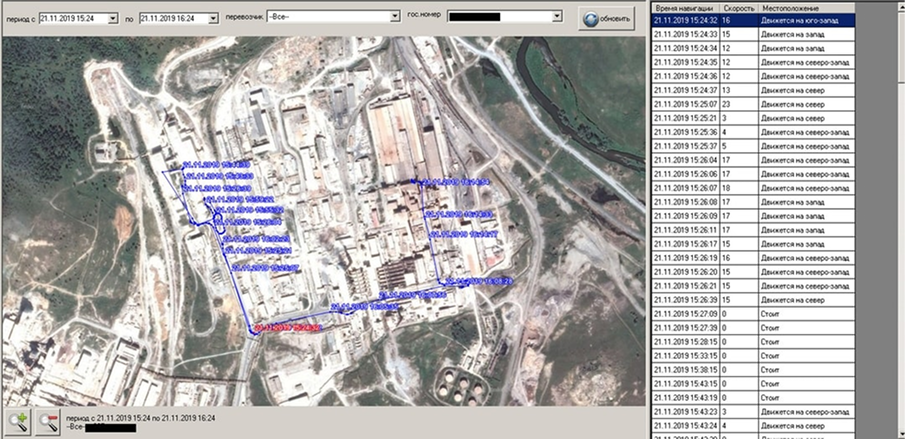 период с 21.11.2019 15:24 по 21.11.2019 16:24 перевозчик --Все-- гос.номер обновить
21.11.2019 15:44:39
21.11.2019 15:24:32
период с 21.11.2019 15:24 по 21.11.2019 16:24
--Все--
Время навигации Скорость Местоположение
21.11.2019 15:24:32 16 Движется на юго-запад
21.11.2019 15:24:33 15 Движется на запад
21.11.2019 15:24:34 12 Движется на запад
21.11.2019 15:24:35 12 Движется на северо-запад
21.11.2019 15:24:36 12 Движется на северо-запад
21.11.2019 15:24:37 13 Движется на север
21.11.2019 15:25:07 23 Движется на север
21.11.2019 15:25:21 3 Движется на север
21.11.2019 15:25:36 4 Движется на северо-запад
21.11.2019 15:25:37 5 Движется на северо-запад
21.11.2019 15:26:04 17 Движется на северо-запад
21.11.2019 15:26:06 17 Движется на северо-запад
21.11.2019 15:26:07 18 Движется на северо-запад
21.11.2019 15:26:08 17 Движется на запад
21.11.2019 15:26:09 17 Движется на запад
21.11.2019 15:26:11 17 Движется на запад
21.11.2019 15:26:17 15 Движется на запад
21.11.2019 15:26:19 16 Движется на северо-запад
21.11.2019 15:26:20 15 Движется на северо-запад
21.11.2019 15:26:21 15 Движется на северо-запад
21.11.2019 15:26:39 15 Движется на север
21.11.2019 15:27:09 0 Стоит
21.11.2019 15:27:39 0 Стоит
21.11.2019 15:28:15 0 Стоит
21.11.2019 15:33:15 0 Стоит
21.11.2019 15:38:15 0 Стоит
21.11.2019 15:43:15 0 Стоит
21.11.2019 15:43:19 0 Стоит
21.11.2019 15:43:23 3 Движется на северо-запад
21.11.2019 15:43:24 4 Движется на северо-запад